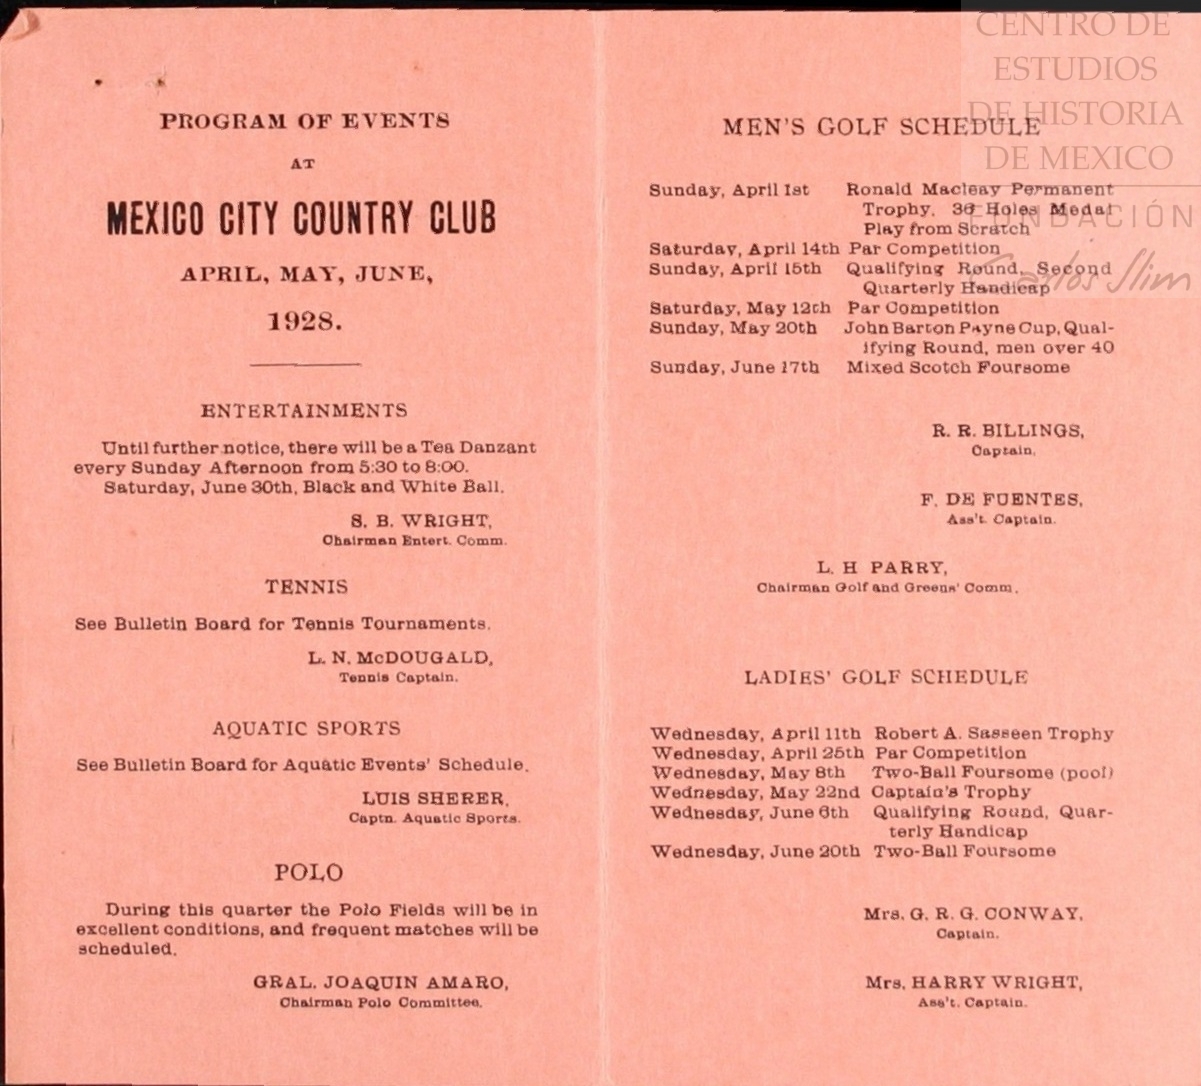 PROGRAM OF EVENTS
AT
MEXICO CITY COUNTRY CLUB
APRIL, MAY, JUNE,
1928.
ENTERTAINMENTS
Until further notice, there will be a Tea Danzant
every Sunday Afternoon from 5:30 to 8:00.
Saturday, June 30th, Black and White Ball.
S. B. WRIGHT,
Chairman Entert. Comm.
TENNIS
See Bulletin Board for Tennis Tournaments.
L. N. McDOUGALD,
Tennis Captain.
AQUATIC SPORTS
See Bulletin Board for Aquatic Events' Schedule.
LUIS SHERER,
Captn. Aquatic Sports.
POLO
During this quarter the Polo Fields will be in
excellent conditions, and frequent matches will be
scheduled.
GRAL. JOAQUIN AMARO,
Chairman Polo Committee.
MEN'S GOLF SCHEDULE
Sunday, April 1st Ronald Macleay Permanent
Trophy. 36 Holes Medal
Play from Scratch
Saturday, April 14th Par Competition
Sunday, April 15th Qualifying Round, Second
Quarterly Handicap
Saturday, May 12th Par Competition
Sunday, May 20th John Barton Payne Cup, Qual-
ifying Round, men over 40
Sunday, June 17th Mixed Scotch Foursome
R. R. BILLINGS,
Captain.
F. DE FUENTES,
Ass't. Captain.
L. H PARRY,
Chairman Golf and Greens' Comm.
LADIES' GOLF SCHEDULE
Wednesday, April 11th Robert A. Sasseen Trophy
Wednesday, April 25th Par Competition
Wednesday, May 8th Two-Ball Foursome (pool)
Wednesday, May 22nd Captain's Trophy
Wednesday, June 6th Qualifying Round, Quar-
terly Handicap
Wednesday, June 20th Two-Ball Foursome
Mrs. G. R. G. CONWAY,
Captain.
Mrs. HARRY WRIGHT,
Ass't. Captain.
CENTRO DE
ESTUDIOS
DE HISTORIA
DE MEXICO
FUNDACIÓN
Carlos Slim